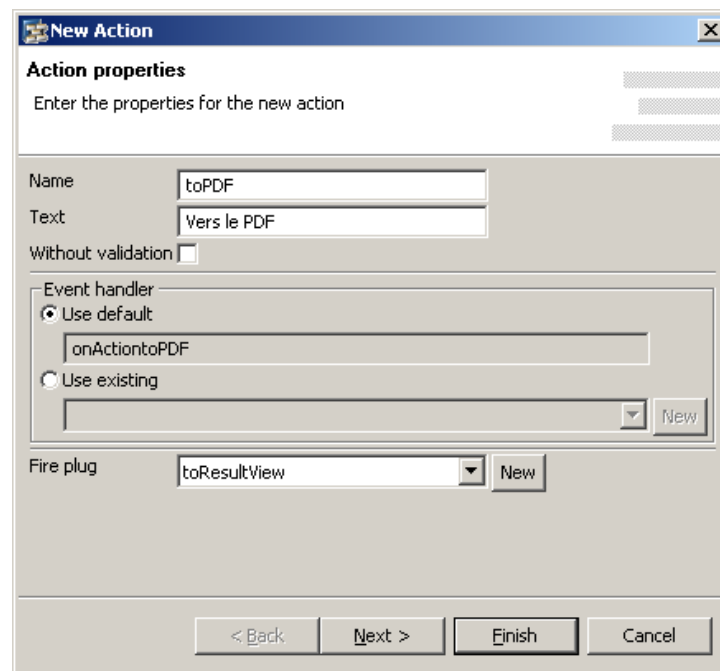 New Action
Action properties
Enter the properties for the new action
Name toPDF
Text Vers le PDF
Without validation
Event handler
Use default
onActiontoPDF
Use existing
New
Fire plug toResultView New
< Back Next > Finish Cancel